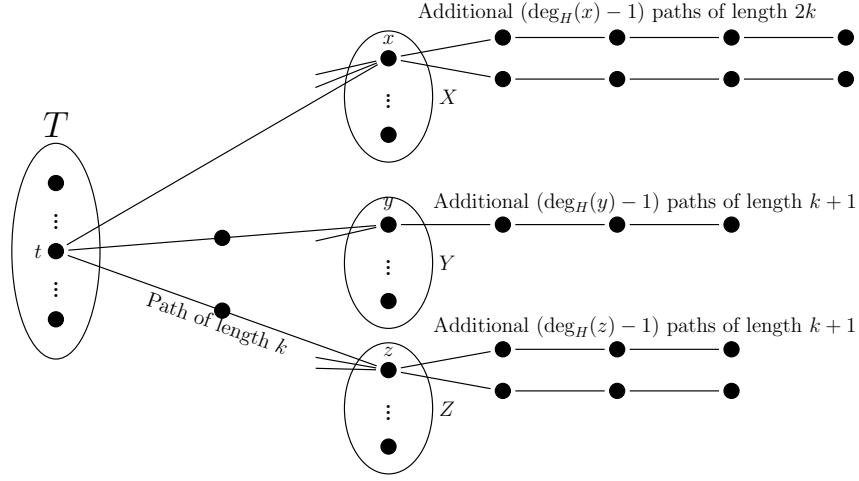 Additional (deg_H(x) − 1) paths of length 2k
x
X
T
Additional (deg_H(y) − 1) paths of length k + 1
y
t
Y
Path of length k
Additional (deg_H(z) − 1) paths of length k + 1
z
Z